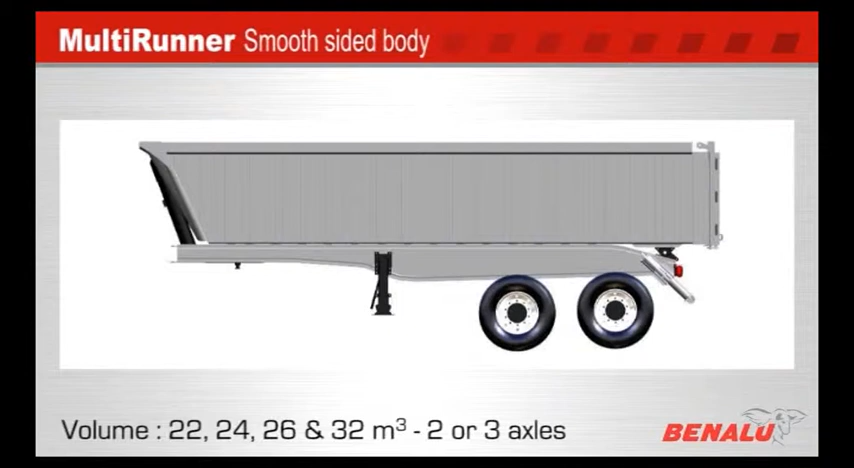 MultiRunner Smooth sided body
Volume : 22, 24, 26 & 32 m³ - 2 or 3 axles
BENALU